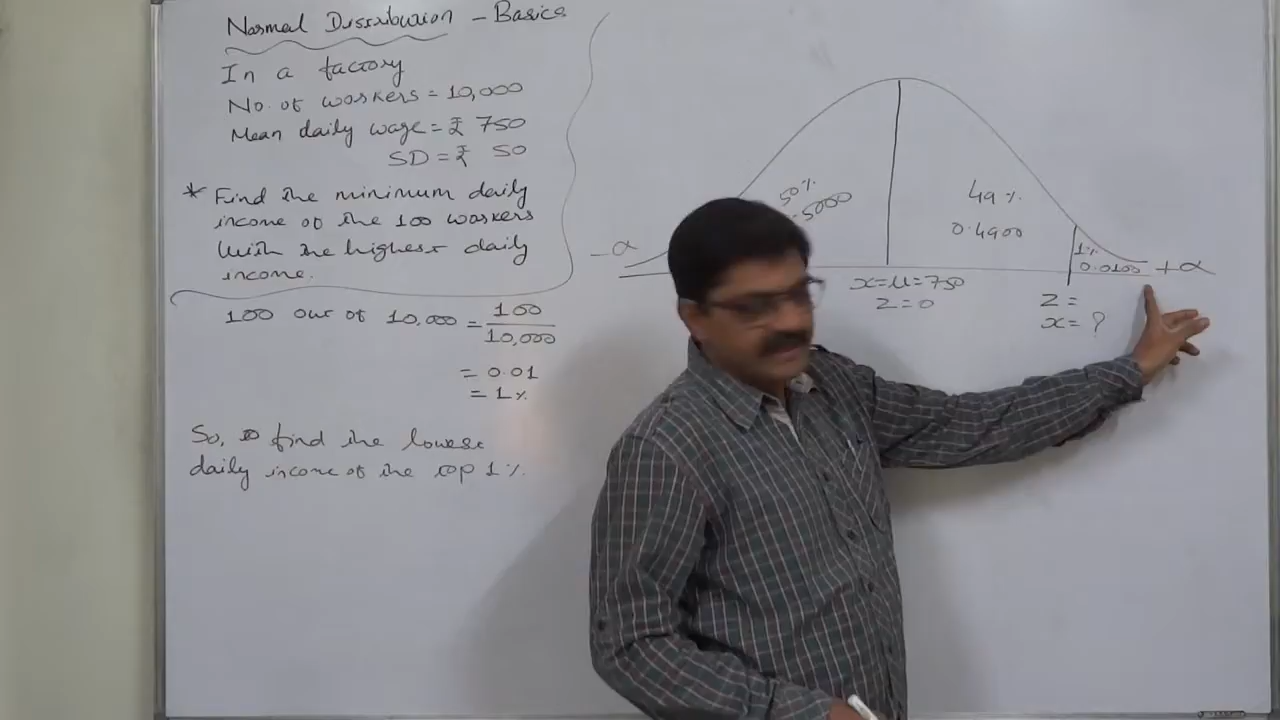 Normal Distribution - Basics
In a factory
No. of workers = 10,000
Mean daily wage = ₹ 750
SD = ₹ 50
* Find the minimum daily
income of the 100 workers
with the highest daily
income.
100 out of 10,000 = 100
10,000
= 0.01
= 1%
So, find the lowest
daily income of the top 1%.
50%
.5000
49%
0.4900
1%
0.0100
-α
+α
x=μ=750
Z=0
Z=
x=?